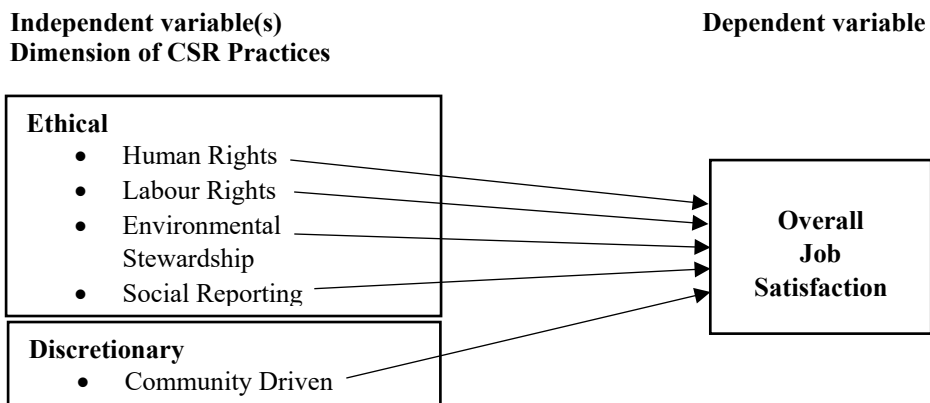 Independent variable(s)
Dimension of CSR Practices
Dependent variable
Ethical
• Human Rights
• Labour Rights
• Environmental
Stewardship
• Social Reporting
Discretionary
• Community Driven
Overall
Job
Satisfaction